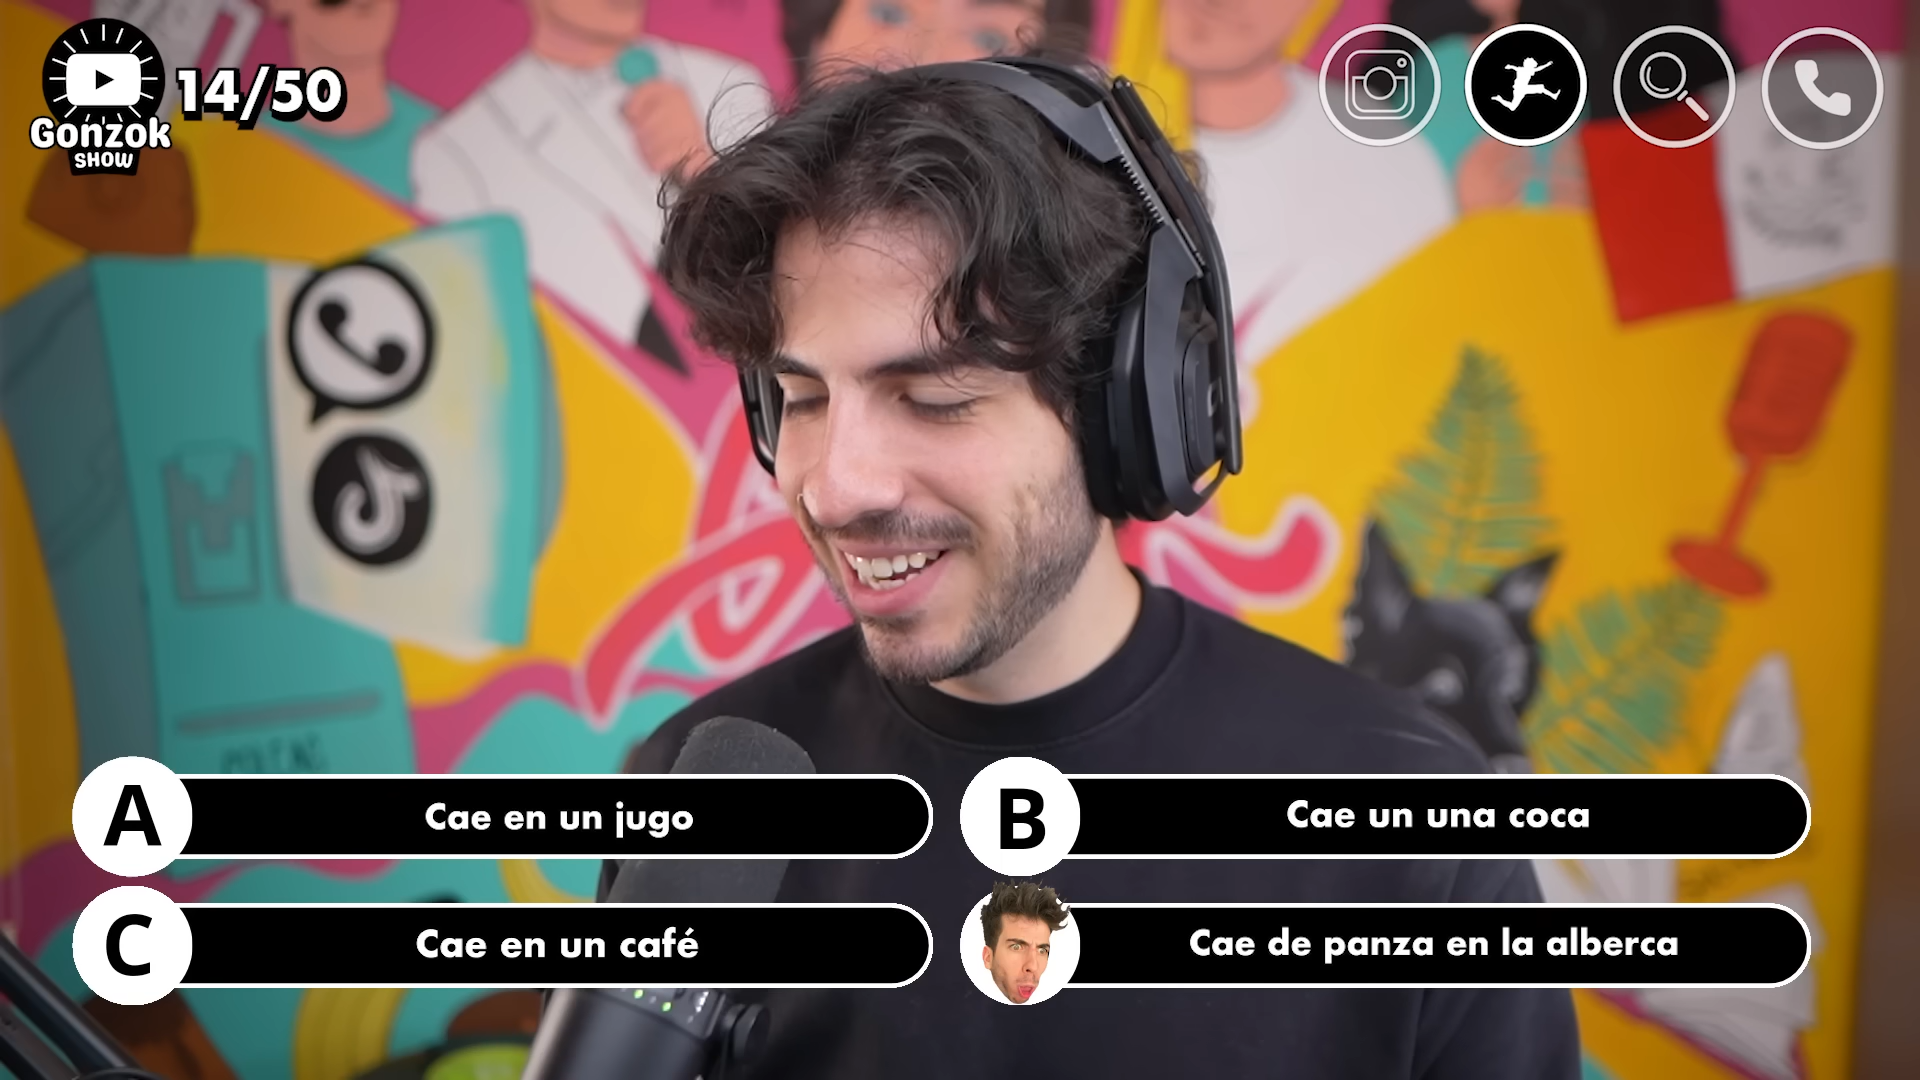 14/50
Gonzok
SHOW
A
Cae en un jugo
B
Cae un una coca
C
Cae en un café
Cae de panza en la alberca